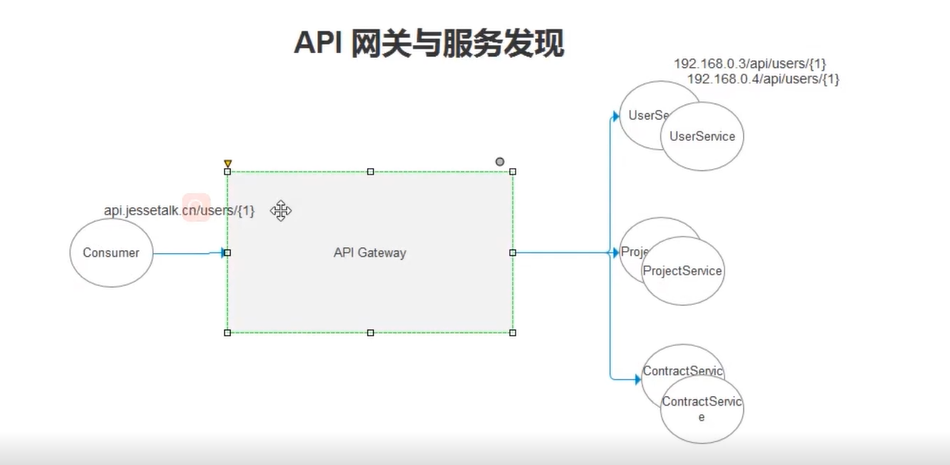 API 网关与服务发现
192.168.0.3/api/users/{1}
192.168.0.4/api/users/{1}
UserSe
UserService
api.jessetalk.cn/users/{1}
Consumer
API Gateway
Proje
ProjectService
ContractServic
ContractServic
e